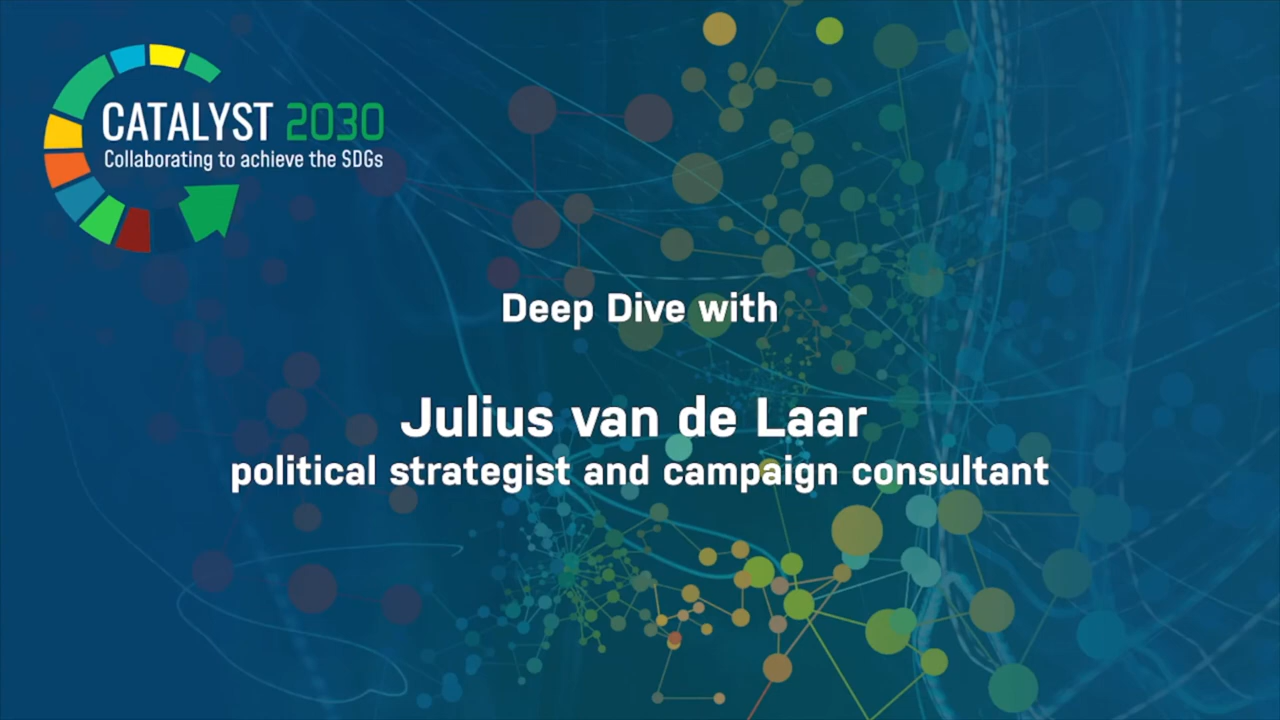 CATALYST 2030
Collaborating to achieve the SDGs
Deep Dive with
Julius van de Laar
political strategist and campaign consultant